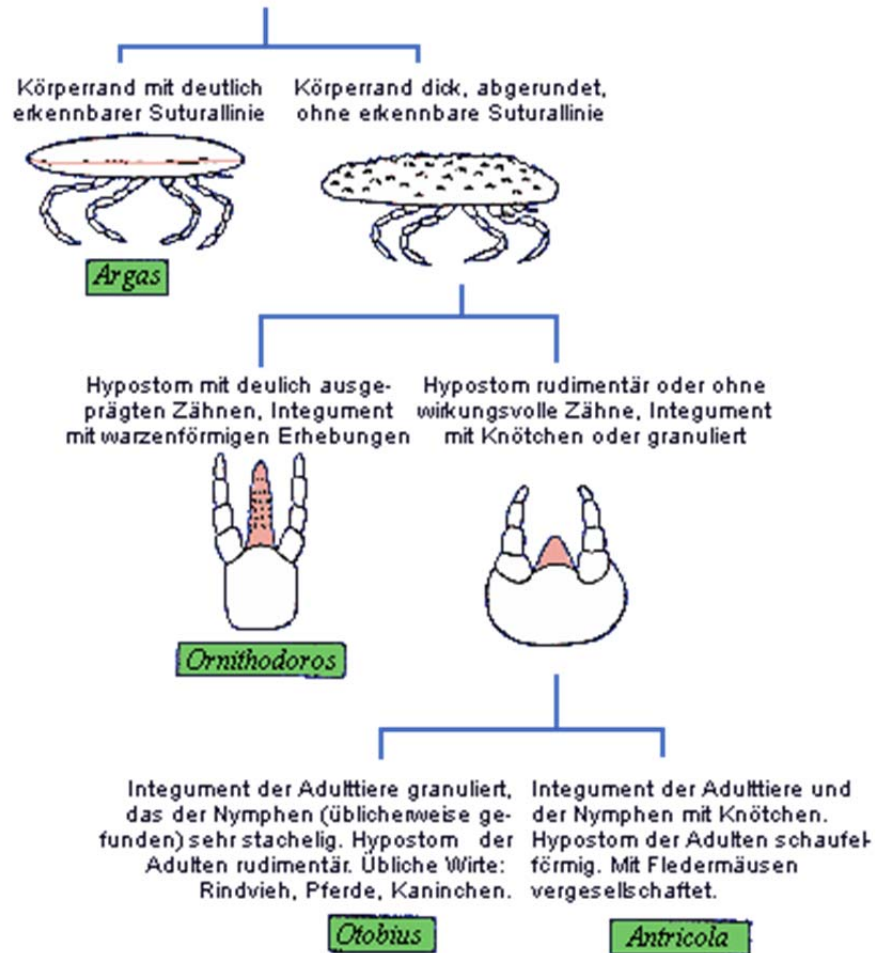 Körperrand mit deutlich
erkennbarer Suturallinie
Körperrand dick, abgerundet,
ohne erkennbare Suturallinie
Argas
Hypostom mit deulich ausge-
prägten Zähnen, Integument
mit warzenförmigen Erhebungen
Hypostom rudimentär oder ohne
wirkungsvolle Zähne, Integument
mit Knötchen oder granuliert
Ornithodoros
Integument der Adulttiere granuliert,
das der Nymphen (üblicherweise ge-
funden) sehr stachelig. Hypostom der
Adulten rudimentär. Übliche Wirte:
Rindvieh, Pferde, Kaninchen.
Integument der Adulttiere und
der Nymphen mit Knötchen.
Hypostom der Adulten schaufel-
förmig. Mit Fledermäusen
vergesellschaftet.
Otobius
Antricola